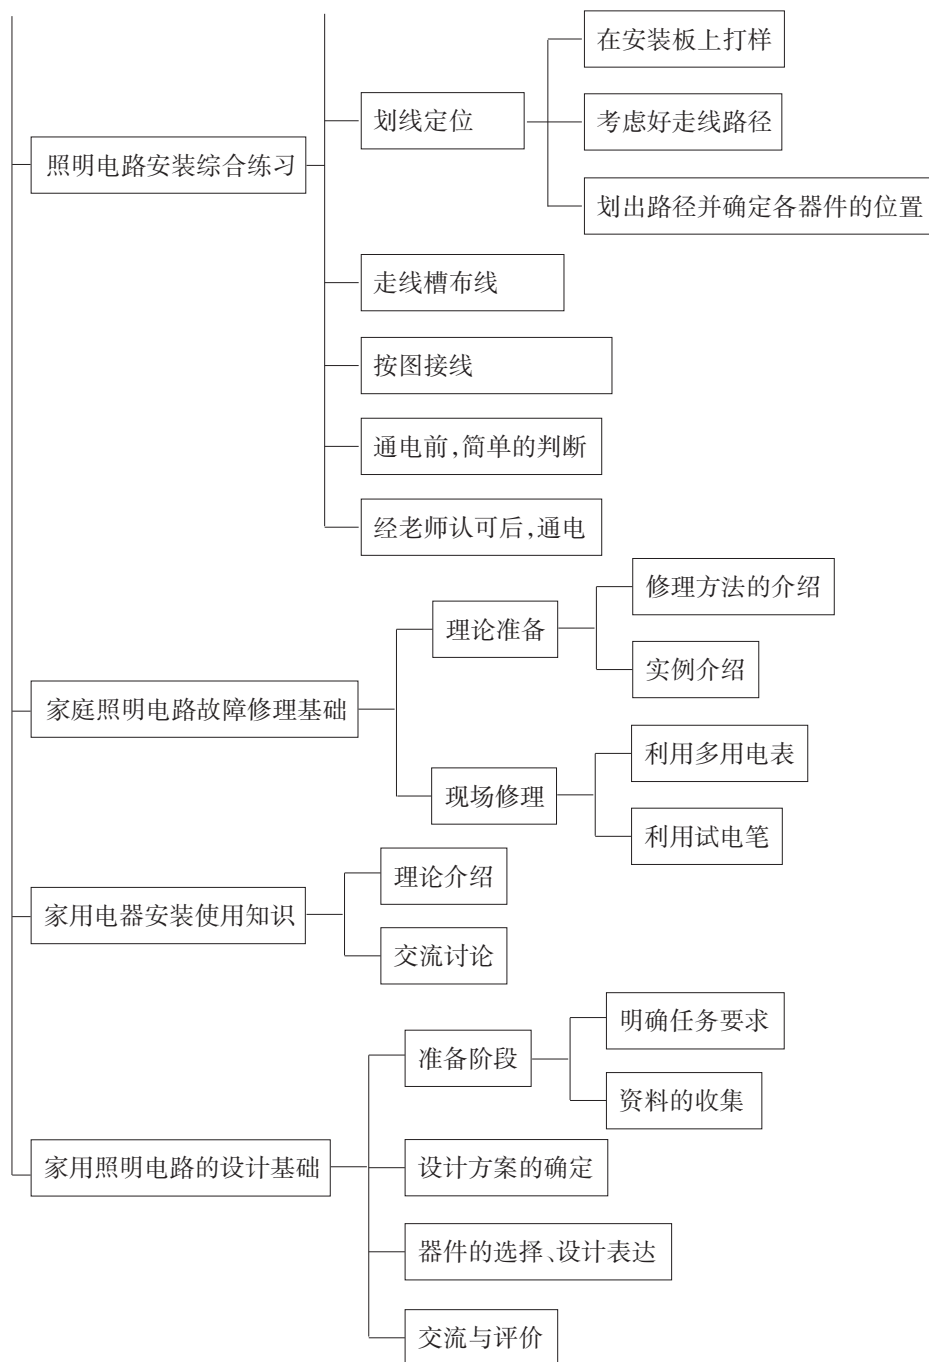 在安装板上打样
划线定位
考虑好走线路径
照明电路安装综合练习
划出路径并确定各器件的位置
走线槽布线
按图接线
通电前,简单的判断
经老师认可后,通电
修理方法的介绍
理论准备
实例介绍
家庭照明电路故障修理基础
利用多用电表
现场修理
利用试电笔
理论介绍
家用电器安装使用知识
交流讨论
明确任务要求
准备阶段
资料的收集
家用照明电路的设计基础
设计方案的确定
器件的选择、设计表达
交流与评价